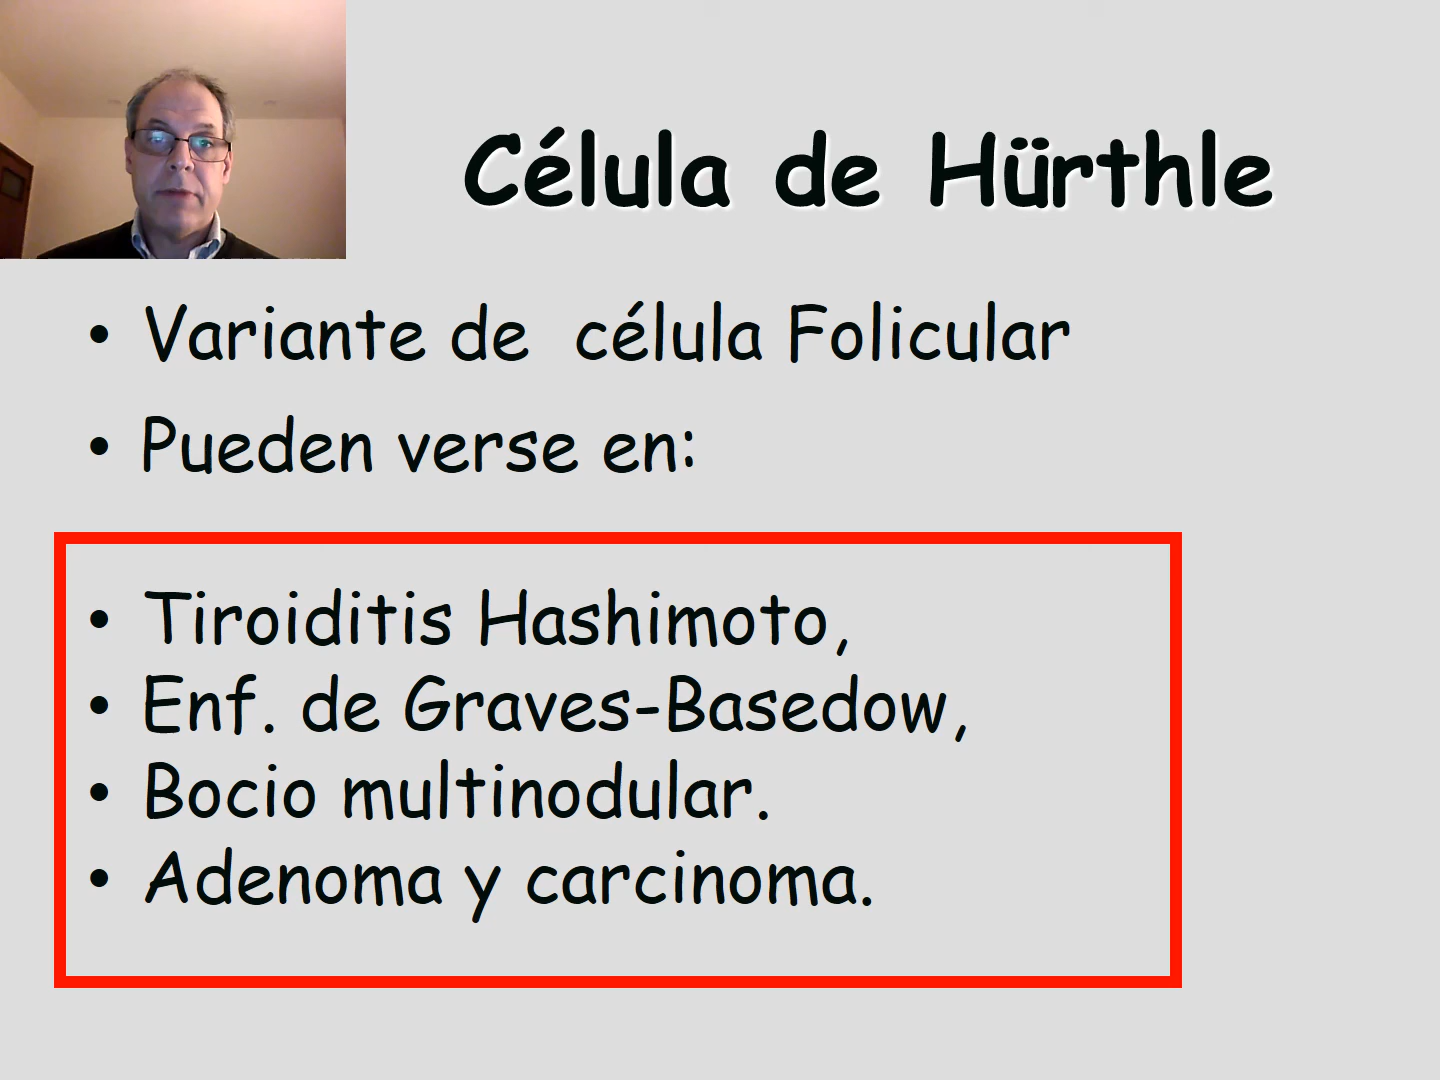 Célula de Hürthle
• Variante de célula Folicular
• Pueden verse en:
• Tiroiditis Hashimoto,
• Enf. de Graves-Basedow,
• Bocio multinodular.
• Adenoma y carcinoma.